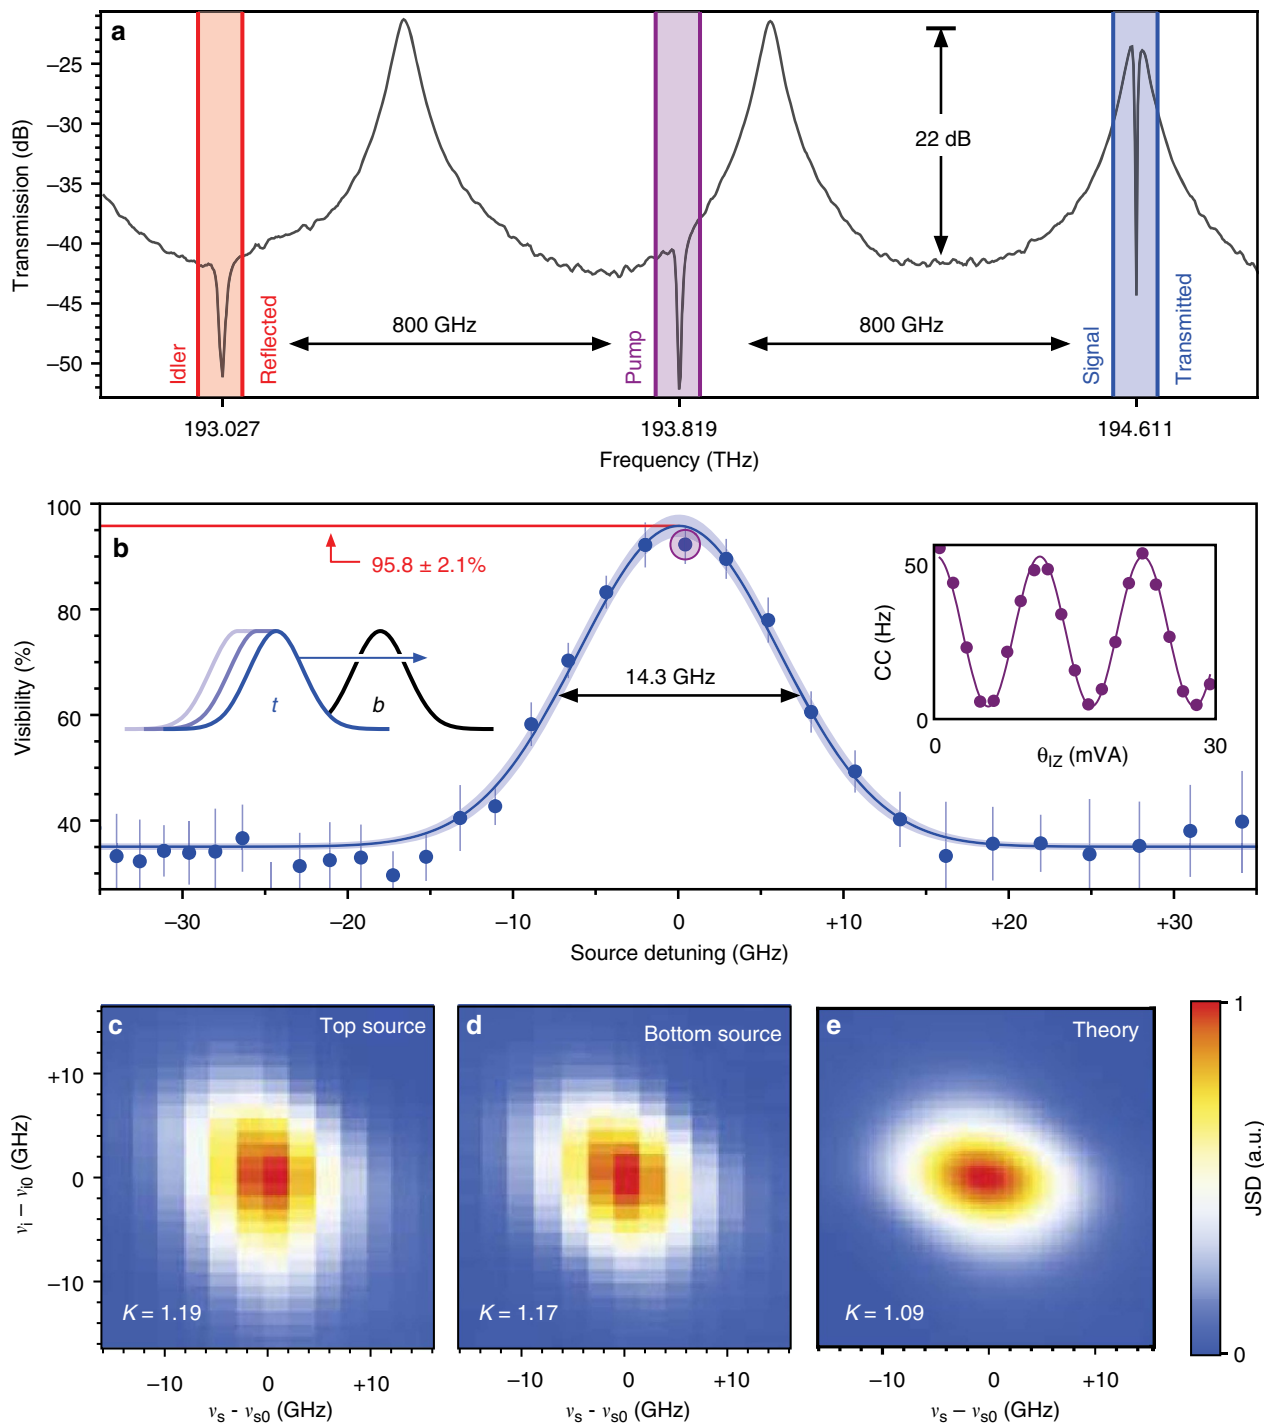 a
Transmission (dB)
−25
−30
−35
−40
−45
−50
22 dB
800 GHz
800 GHz
Idler
Reflected
Pump
Signal
Transmitted
193.027
193.819
194.611
Frequency (THz)
b
Visibility (%)
100
80
60
40
95.8 ± 2.1%
14.3 GHz
t
b
CC (Hz)
50
0
0
30
θIZ (mVA)
−30
−20
−10
0
+10
+20
+30
Source detuning (GHz)
c
Top source
K = 1.19
d
Bottom source
K = 1.17
e
Theory
K = 1.09
νi − νi0 (GHz)
+10
0
−10
−10
0
+10
νs - νs0 (GHz)
−10
0
+10
νs - νs0 (GHz)
−10
0
+10
νs − νs0 (GHz)
1
0
JSD (a.u.)